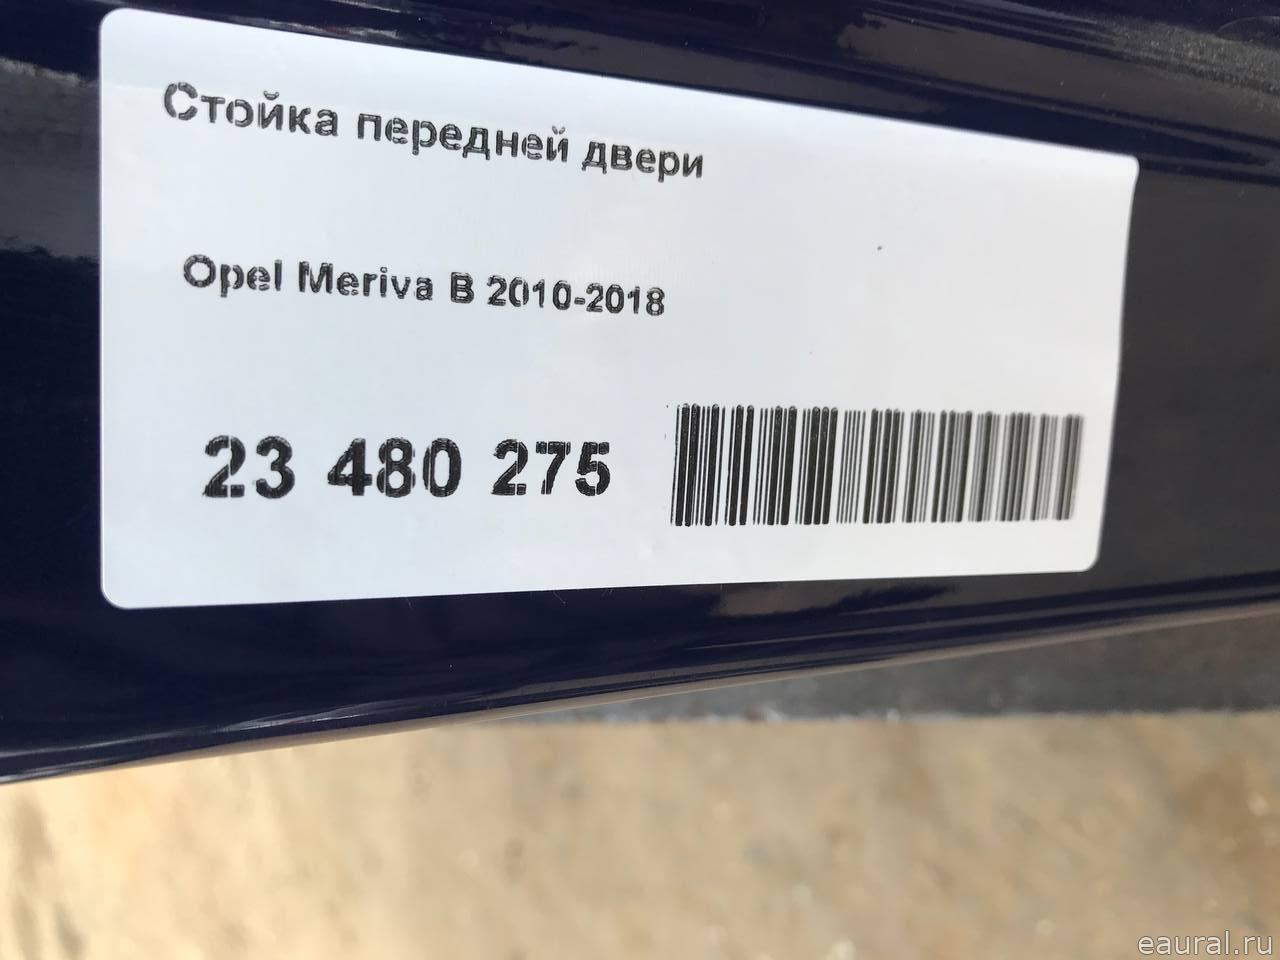 Стойка передней двери
Opel Meriva B 2010-2018
23 480 275
eaural.ru